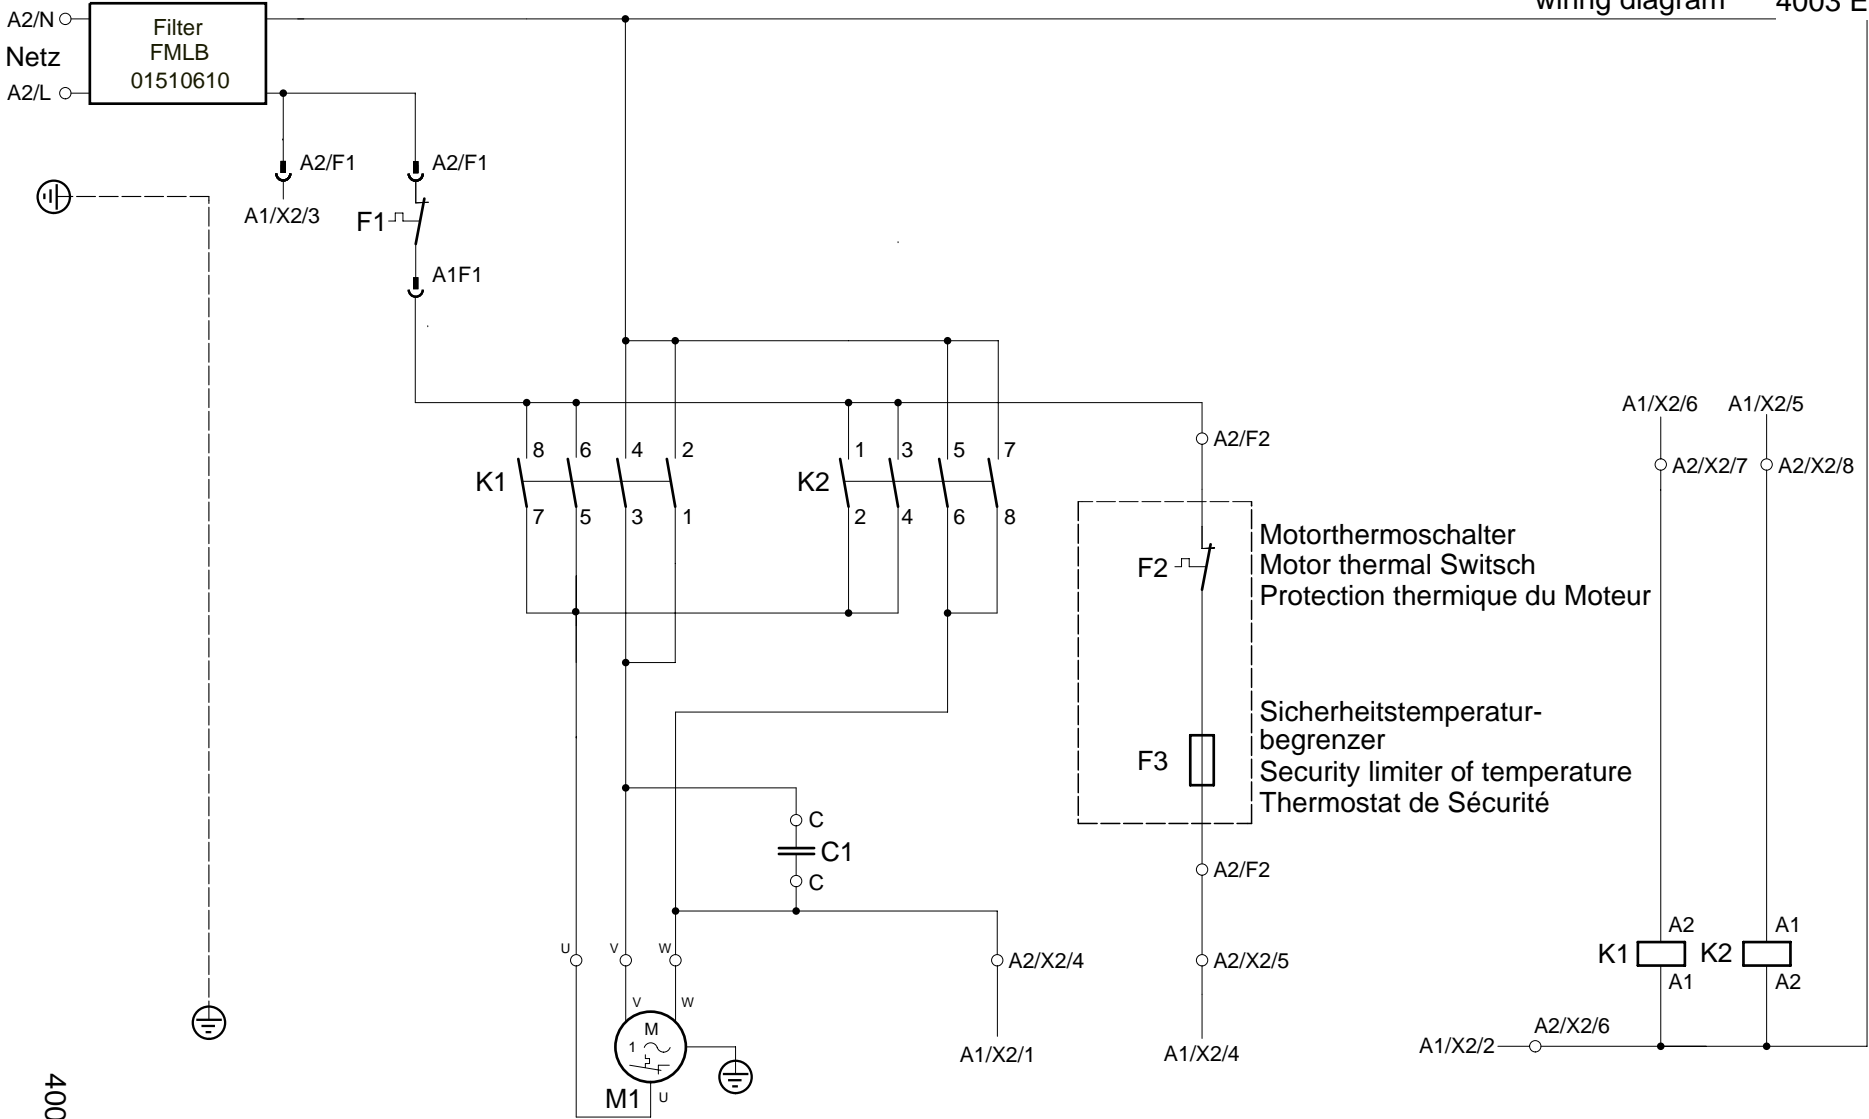 wiring diagram 4003 E
A2/N
Filter
FMLB
01510610
Netz
A2/L
A2/F1
A2/F1
A1/X2/3
F1
A1F1
A1/X2/6
A1/X2/5
8 6 4 2
1 3 5 7
A2/F2
A2/X2/7
A2/X2/8
K1
K2
7 5 3 1
2 4 6 8
F2
Motorthermoschalter
Motor thermal Switsch
Protection thermique du Moteur
F3
Sicherheitstemperatur-
begrenzer
Security limiter of temperature
Thermostat de Sécurité
C
C1
C
A2/F2
U V W
A2/X2/4
A2/X2/5
A2 A1
K1 K2
A1 A2
V W
M
1
M1
U
A1/X2/1
A1/X2/4
A1/X2/2
A2/X2/6
400